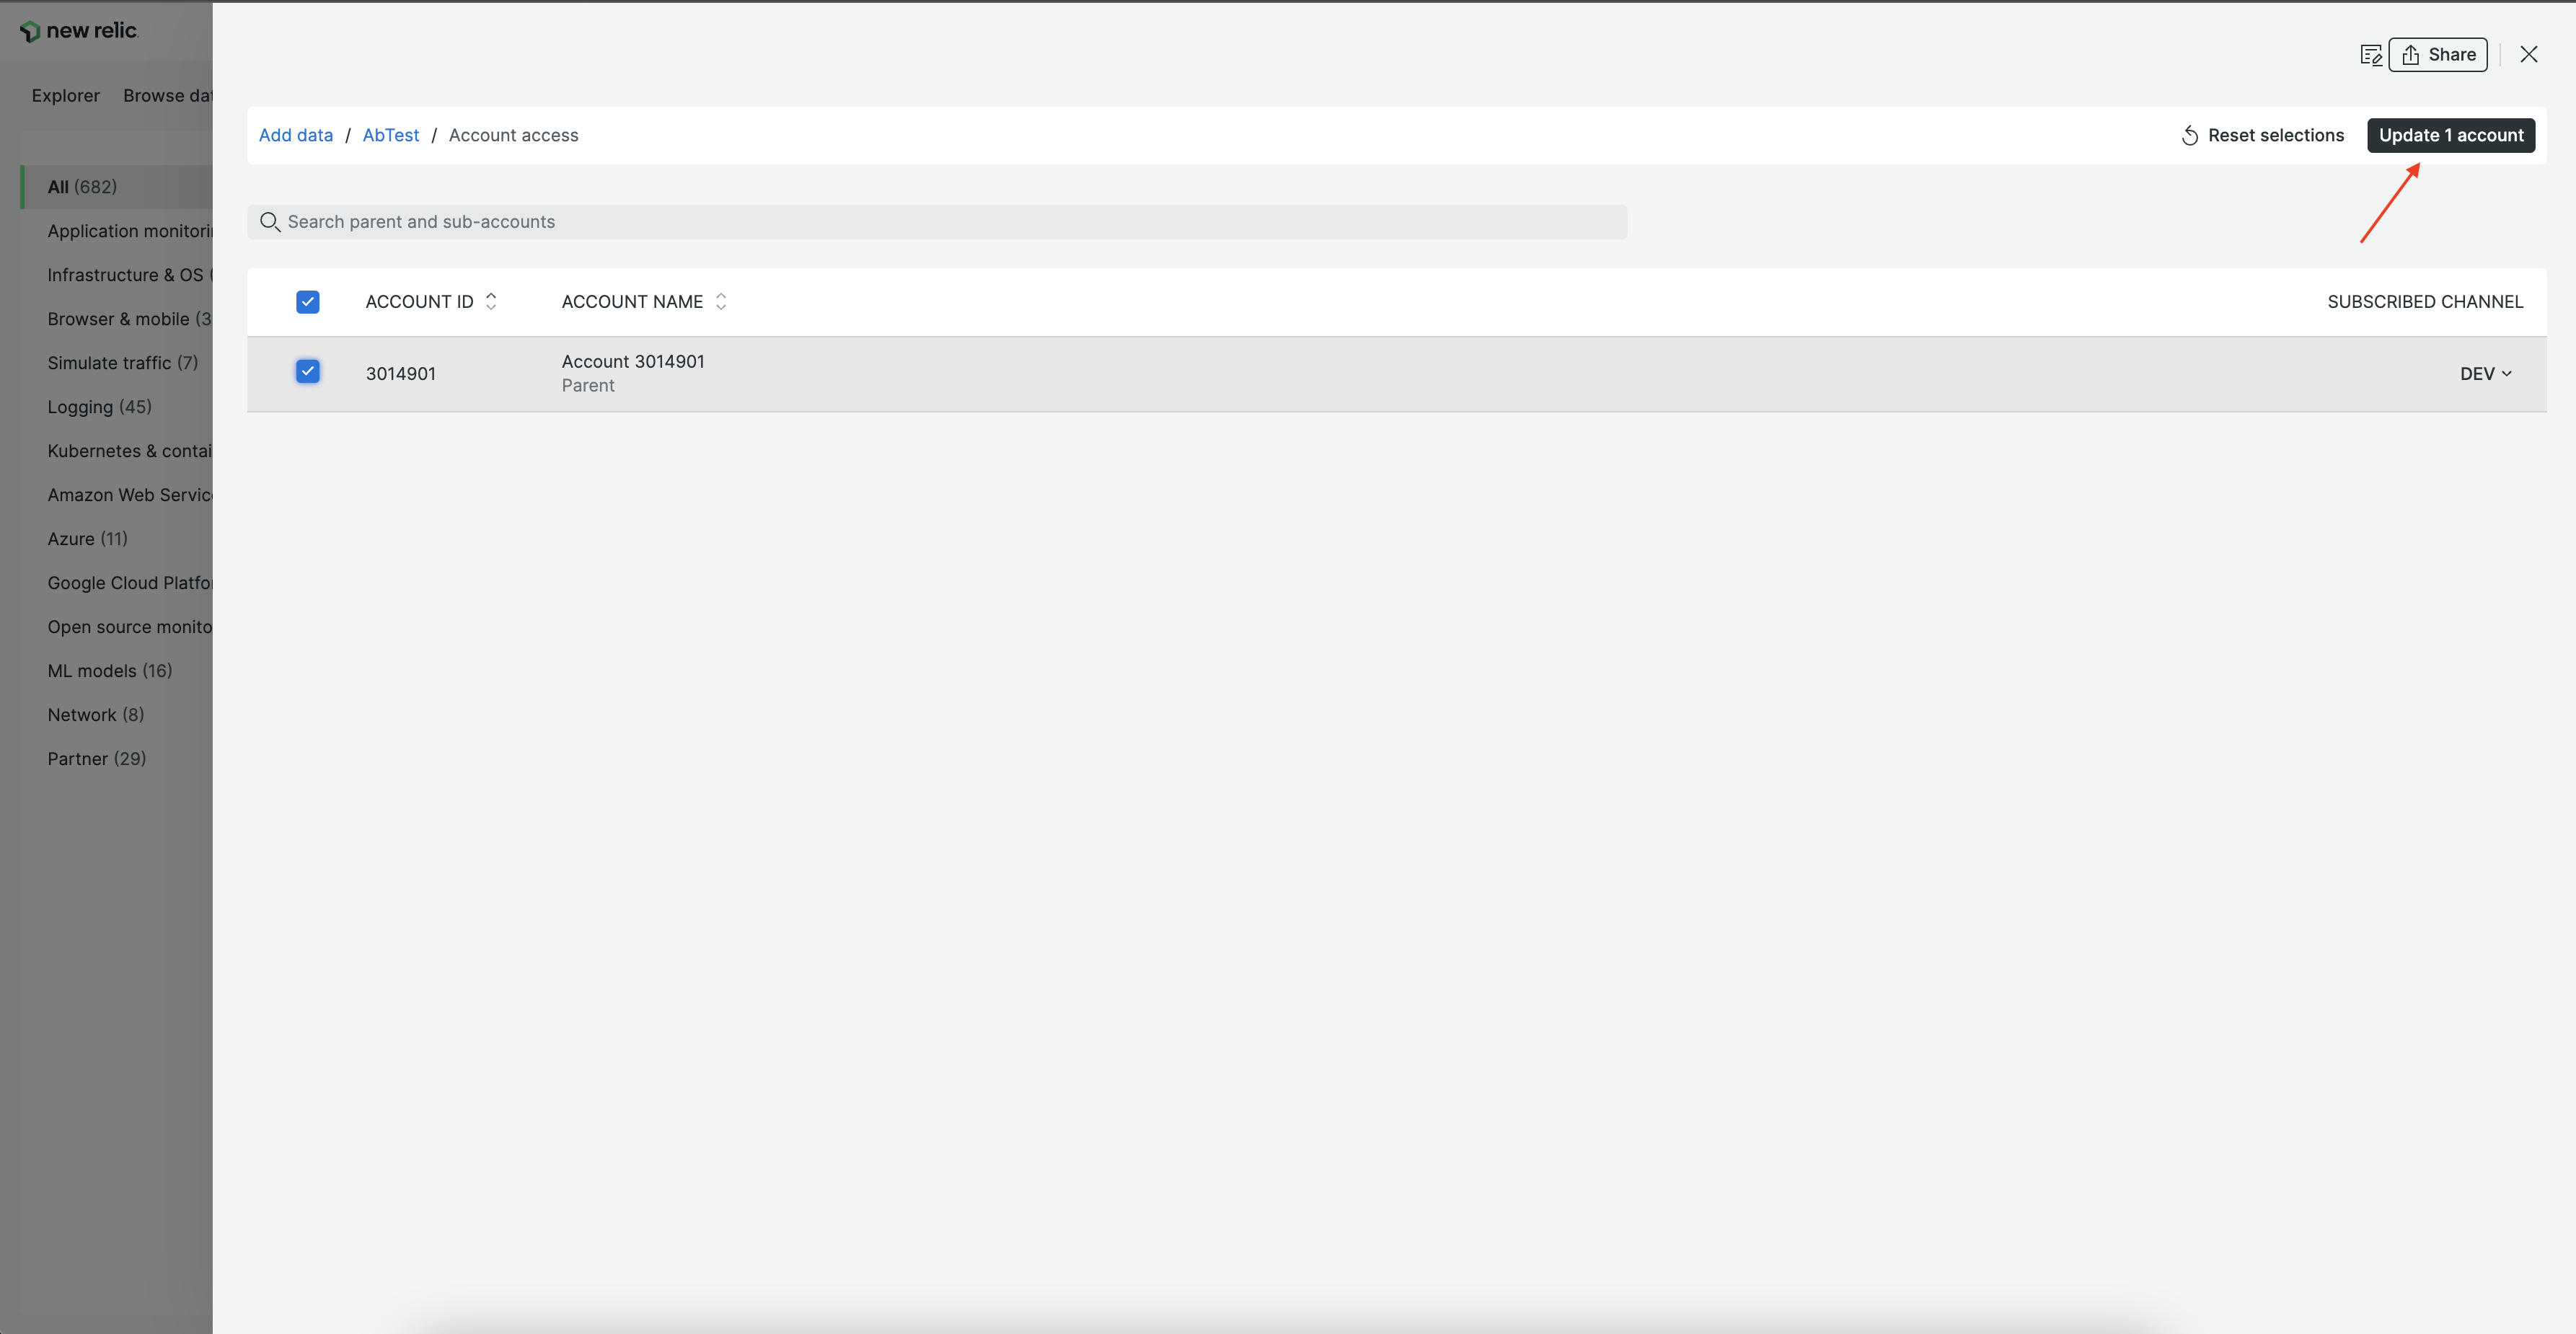 new relic
Explorer Browse dat
Share
Add data / AbTest / Account access
Reset selections
Update 1 account
All (682)
Application monitorin
Infrastructure & OS (
Browser & mobile (3
Simulate traffic (7)
Logging (45)
Kubernetes & contai
Amazon Web Servic
Azure (11)
Google Cloud Platfor
Open source monito
ML models (16)
Network (8)
Partner (29)
Search parent and sub-accounts
ACCOUNT ID ACCOUNT NAME SUBSCRIBED CHANNEL
3014901 Account 3014901 DEV
Parent